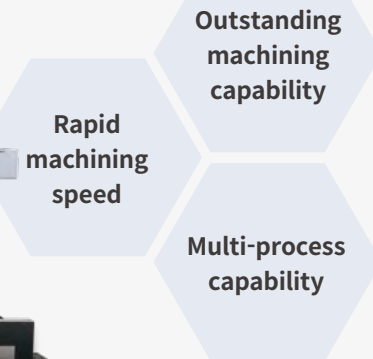 Outstanding
machining
capability
Rapid
machining
speed
Multi-process
capability